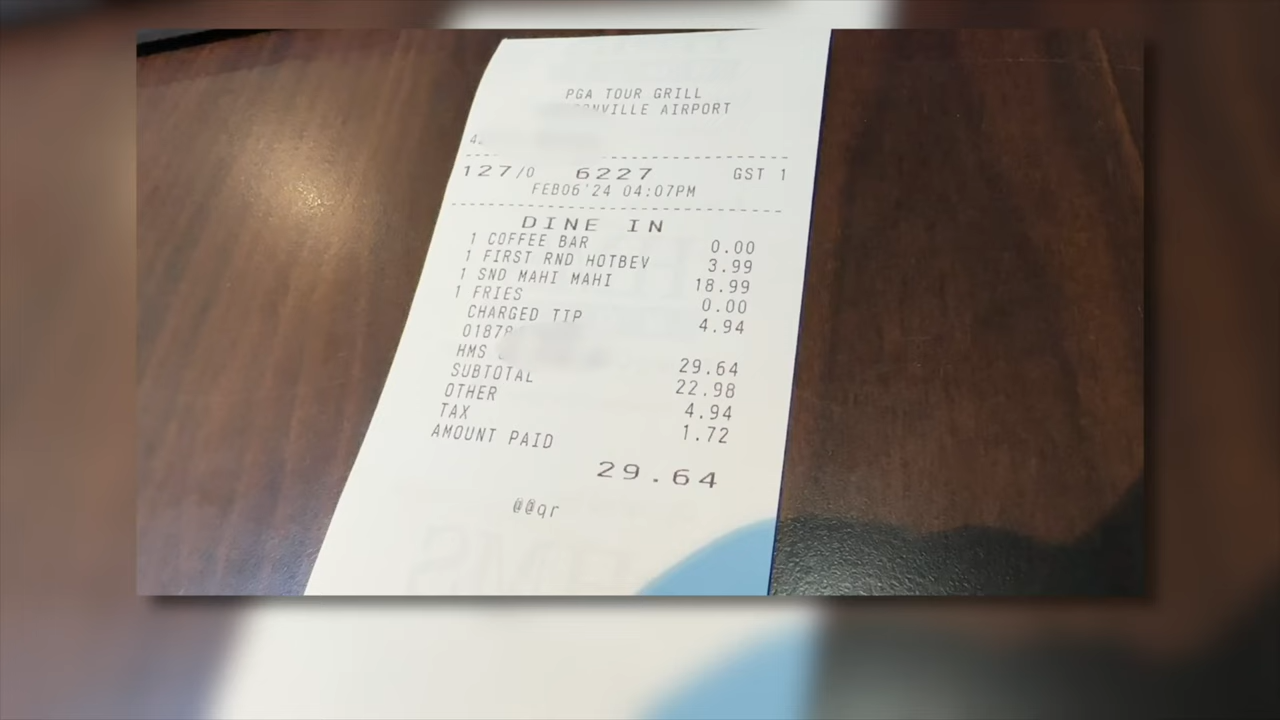 PGA TOUR GRILL
ONVILLE AIRPORT
127/0 6227 GST 1
FEB06'24 04:07PM
DINE IN
1 COFFEE BAR 0.00
1 FIRST RND HOTBEV 3.99
1 SND MAHI MAHI 18.99
1 FRIES 0.00
CHARGED TIP 4.94
01878
HMS 29.64
SUBTOTAL 22.98
OTHER 4.94
TAX 1.72
AMOUNT PAID
29.64
@@qr